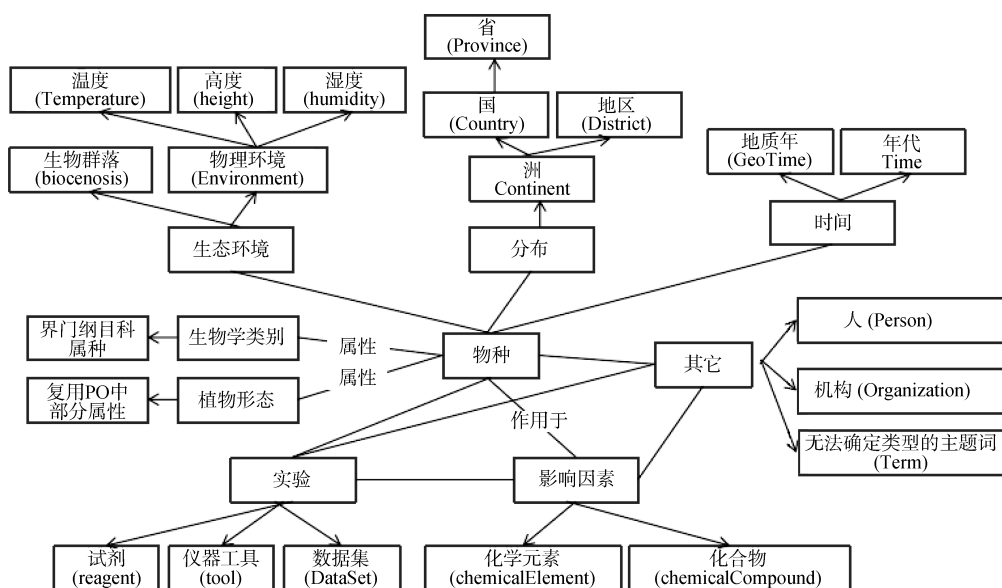 省
(Province)
温度
(Temperature)
高度
(height)
湿度
(humidity)
国
(Country)
地区
(District)
生物群落
(biocenosis)
物理环境
(Environment)
洲
Continent
地质年
(GeoTime)
年代
Time
生态环境
分布
时间
界门纲目科
属种
生物学类别
属性
物种
其它
人 (Person)
复用PO中
部分属性
植物形态
属性
机构 (Organization)
作用于
无法确定类型的主题词
(Term)
实验
影响因素
试剂
(reagent)
仪器工具
(tool)
数据集
(DataSet)
化学元素
(chemicalElement)
化合物
(chemicalCompound)